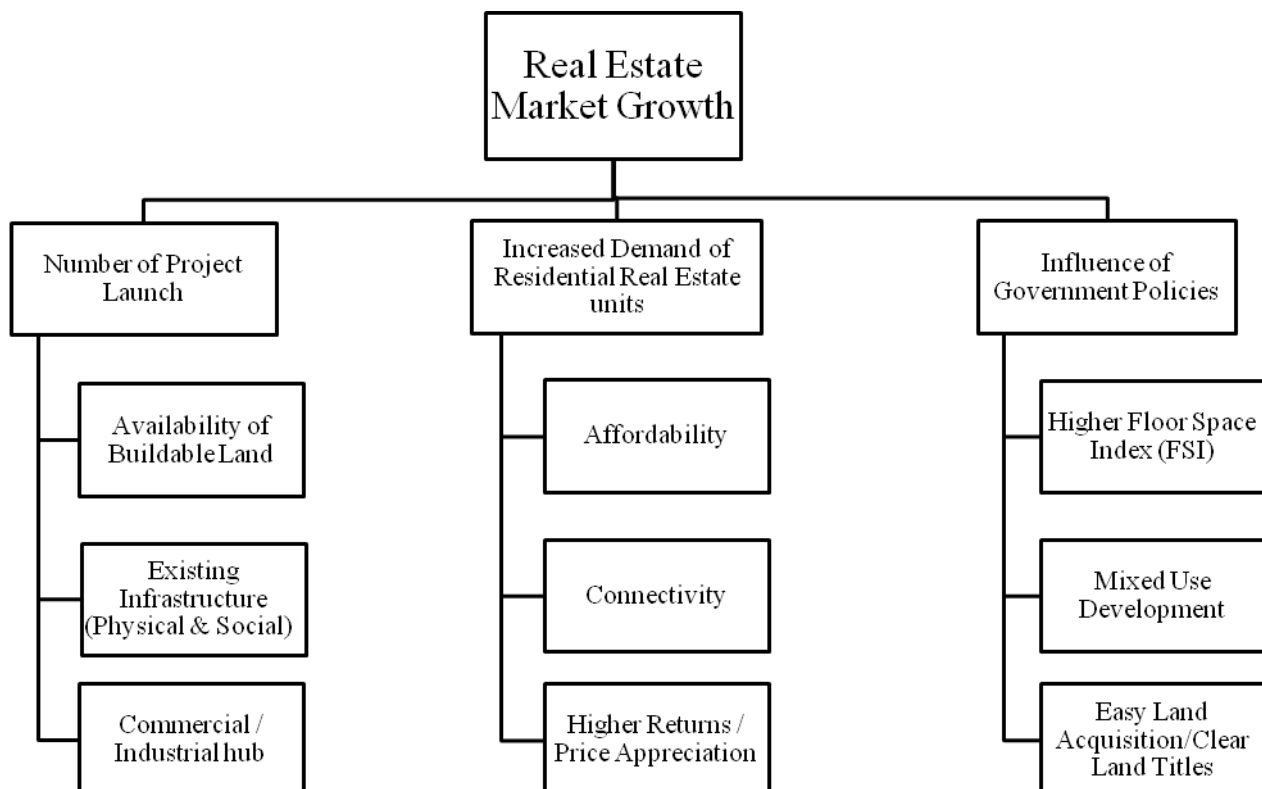 Real Estate
Market Growth
Number of Project
Launch
Increased Demand of
Residential Real Estate
units
Influence of
Government Policies
Availability of
Buildable Land
Affordability
Higher Floor Space
Index (FSI)
Existing
Infrastructure
(Physical & Social)
Connectivity
Mixed Use
Development
Commercial /
Industrial hub
Higher Returns /
Price Appreciation
Easy Land
Acquisition/Clear
Land Titles